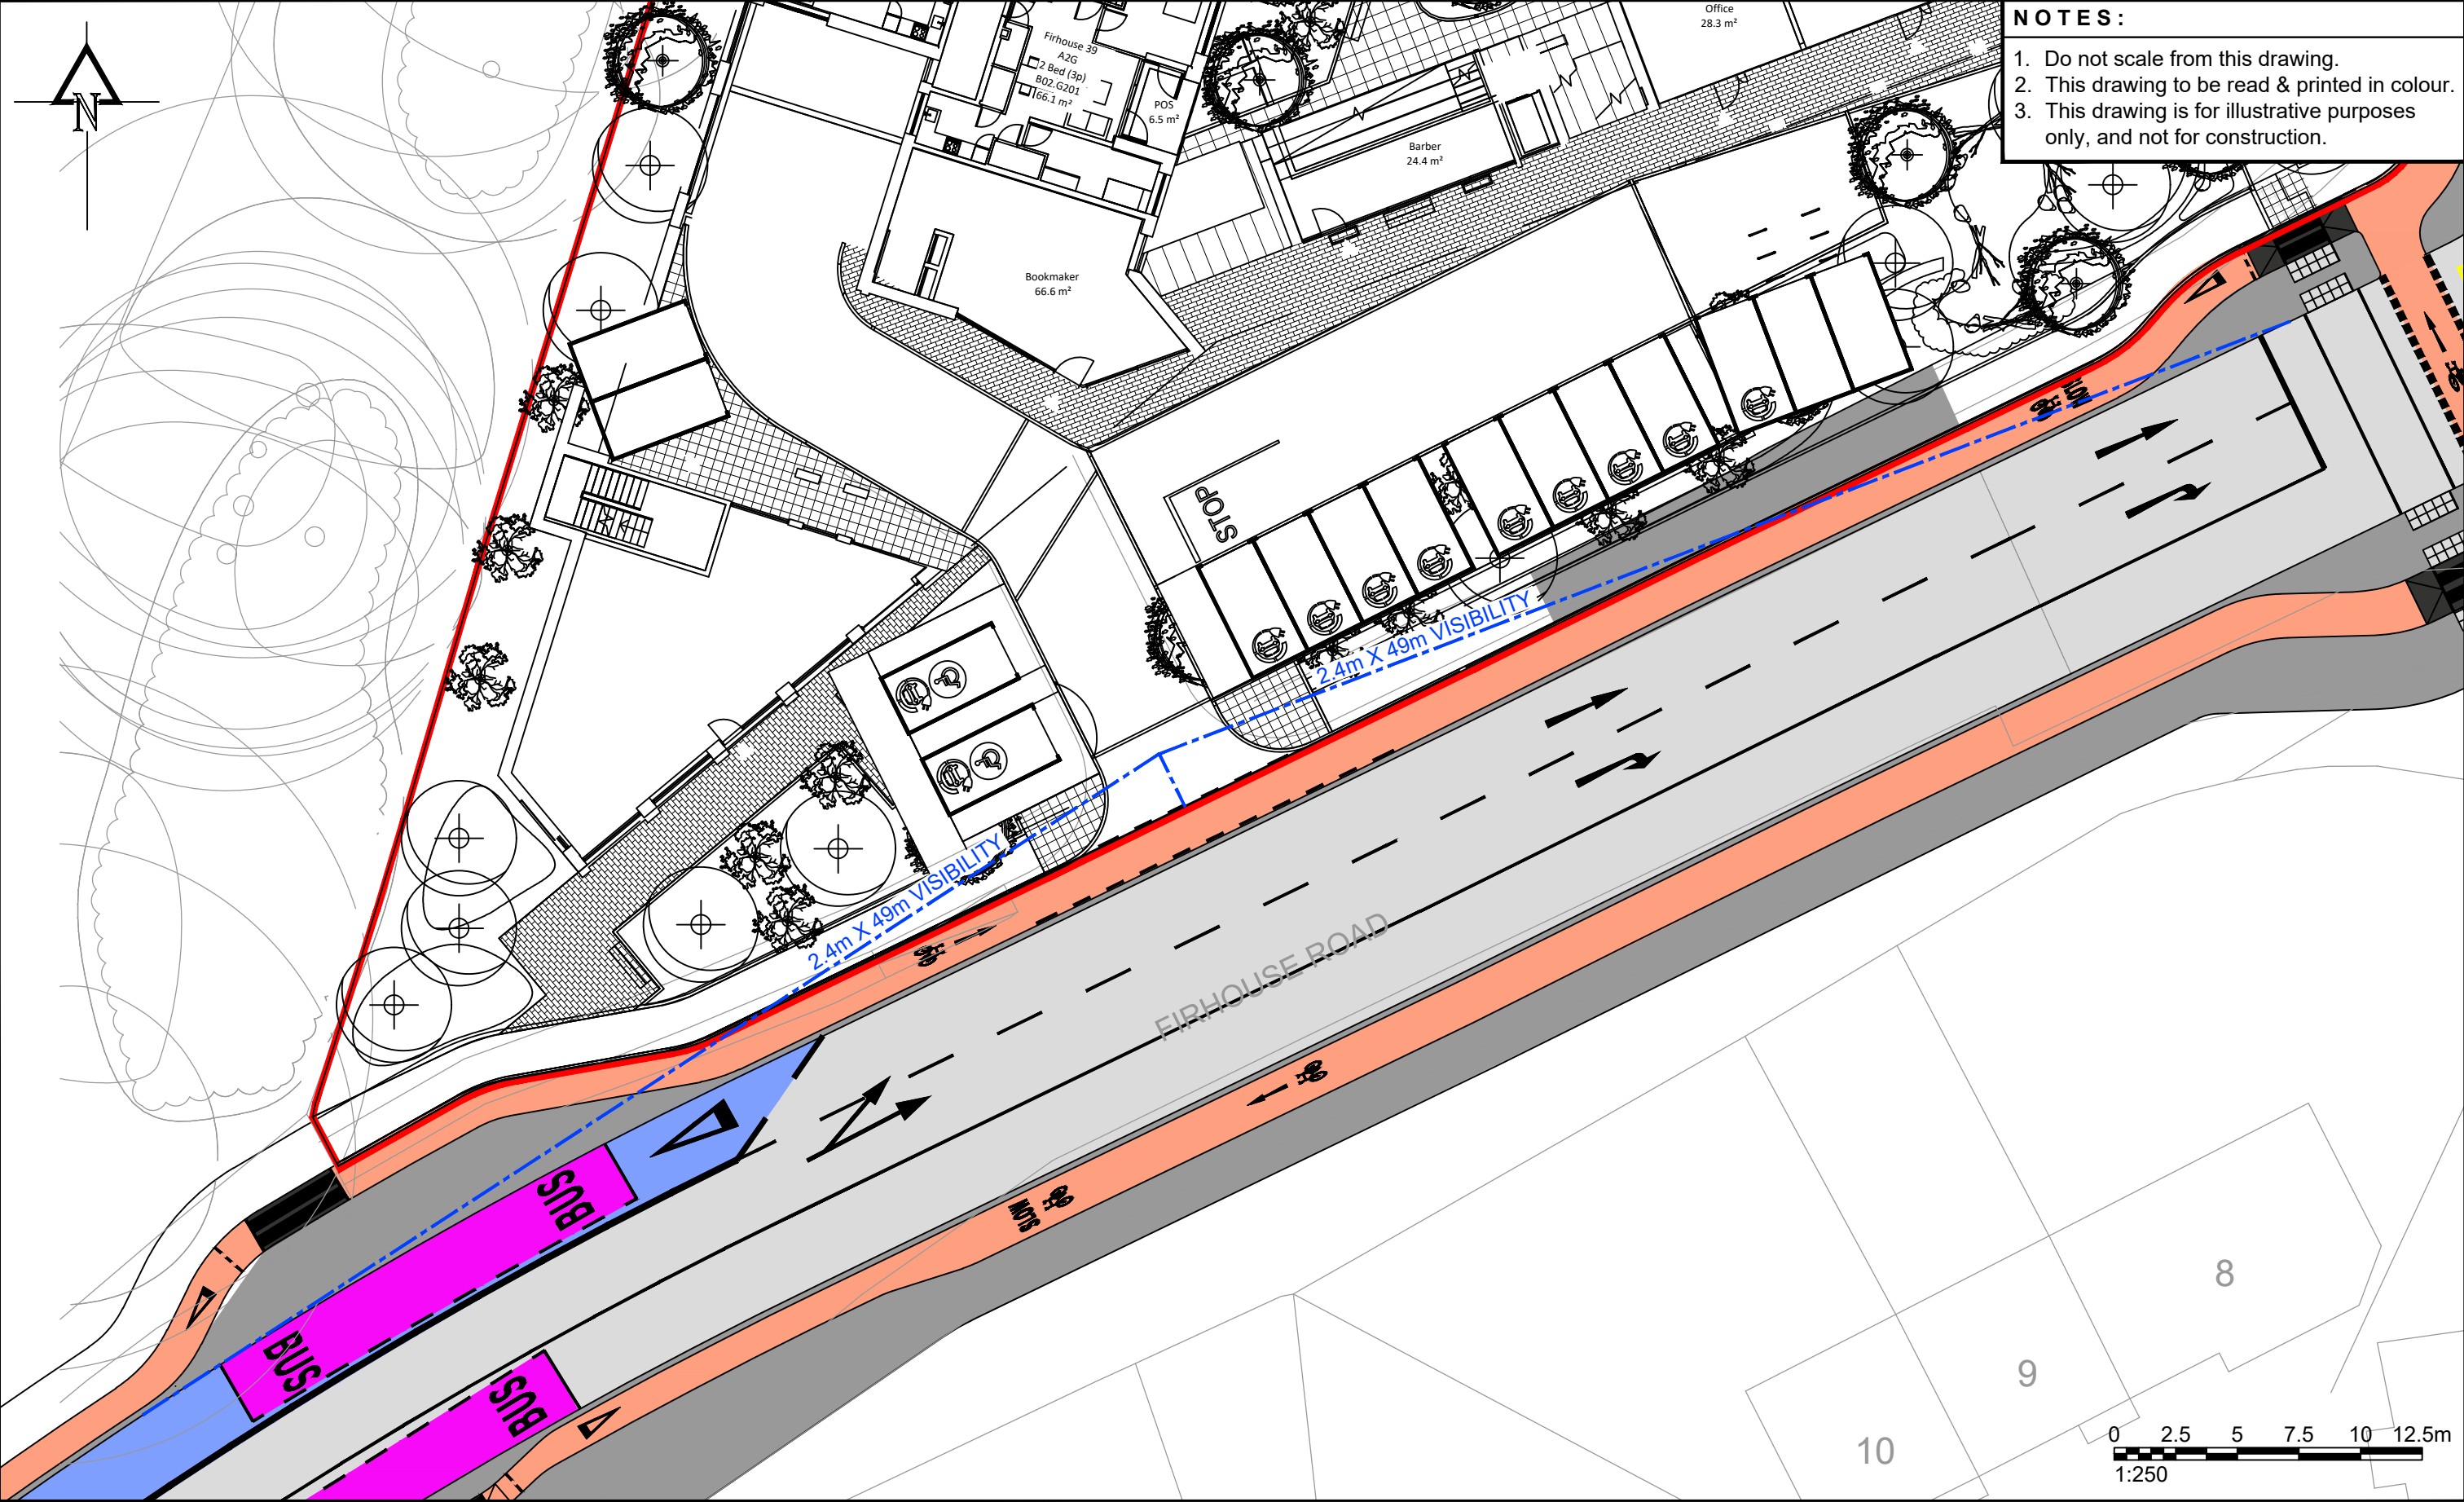 NOTES:
1. Do not scale from this drawing.
2. This drawing to be read & printed in colour.
3. This drawing is for illustrative purposes
only, and not for construction.
N
Office
28.3 m²
Firhouse 39
A2G
2 Bed (3p)
B02.G201
66.1 m²
POS
6.5 m²
Barber
24.4 m²
Bookmaker
66.6 m²
STOP
SLOW
2.4m X 49m VISIBILITY
2.4m X 49m VISIBILITY
FIRHOUSE ROAD
SLOW
BUS
BUS
BUS
8
9
10
0 2.5 5 7.5 10 12.5m
1:250